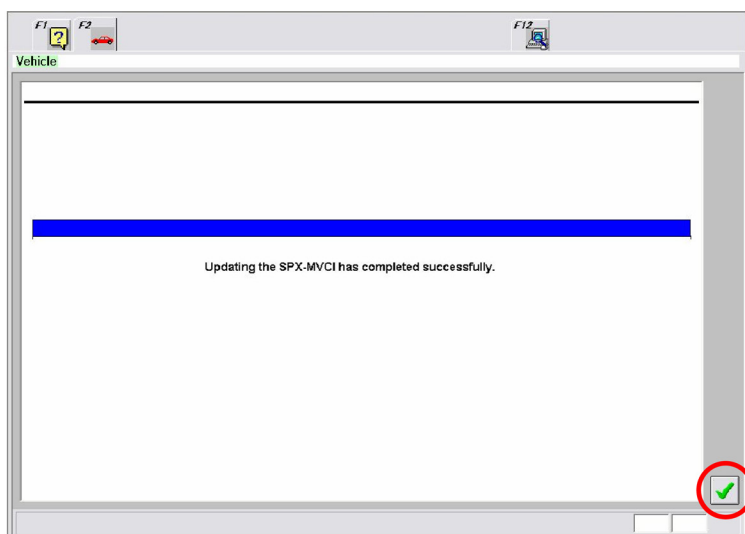 F1 F2 F12
Vehicle
Updating the SPX-MVCI has completed successfully.